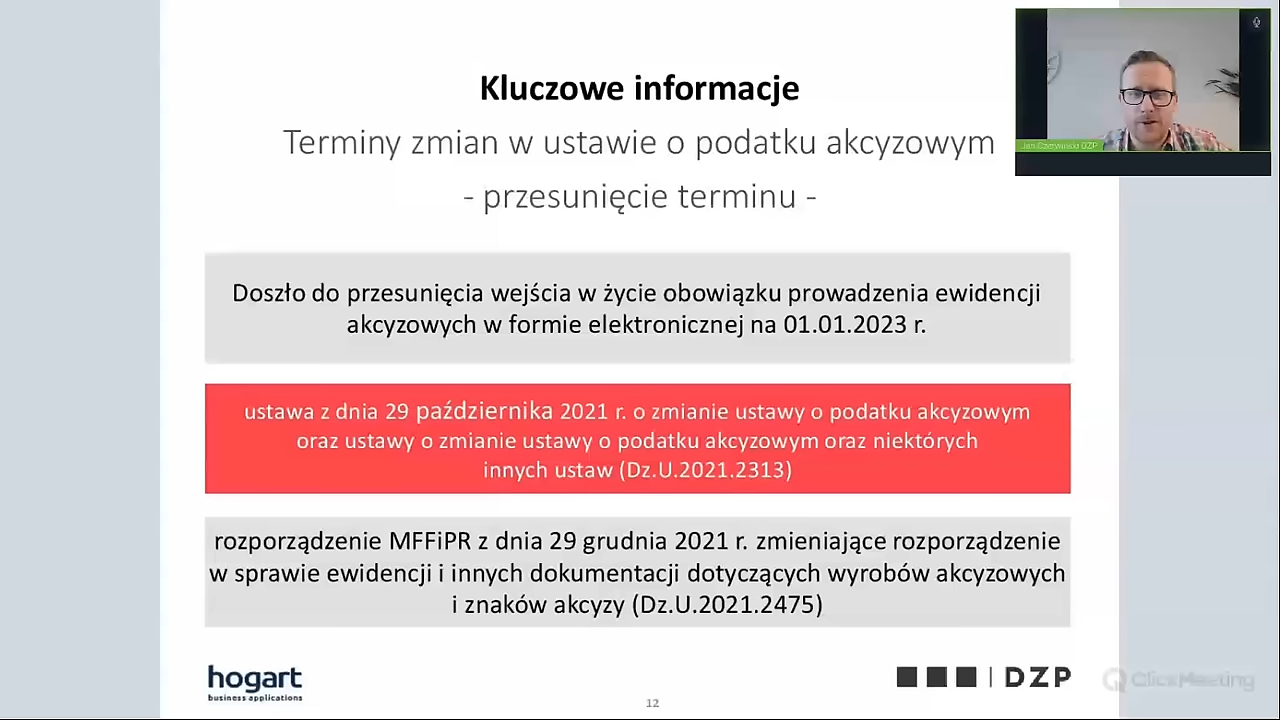 Kluczowe informacje
Terminy zmian w ustawie o podatku akcyzowym
- przesunięcie terminu -
Jan Czerwiński DZP
Doszło do przesunięcia wejścia w życie obowiązku prowadzenia ewidencji
akcyzowych w formie elektronicznej na 01.01.2023 r.
ustawa z dnia 29 października 2021 r. o zmianie ustawy o podatku akcyzowym
oraz ustawy o zmianie ustawy o podatku akcyzowym oraz niektórych
innych ustaw (Dz.U.2021.2313)
rozporządzenie MFFiPR z dnia 29 grudnia 2021 r. zmieniające rozporządzenie
w sprawie ewidencji i innych dokumentacji dotyczących wyrobów akcyzowych
i znaków akcyzy (Dz.U.2021.2475)
hogart
business applications
12
DZP
ClickMeeting